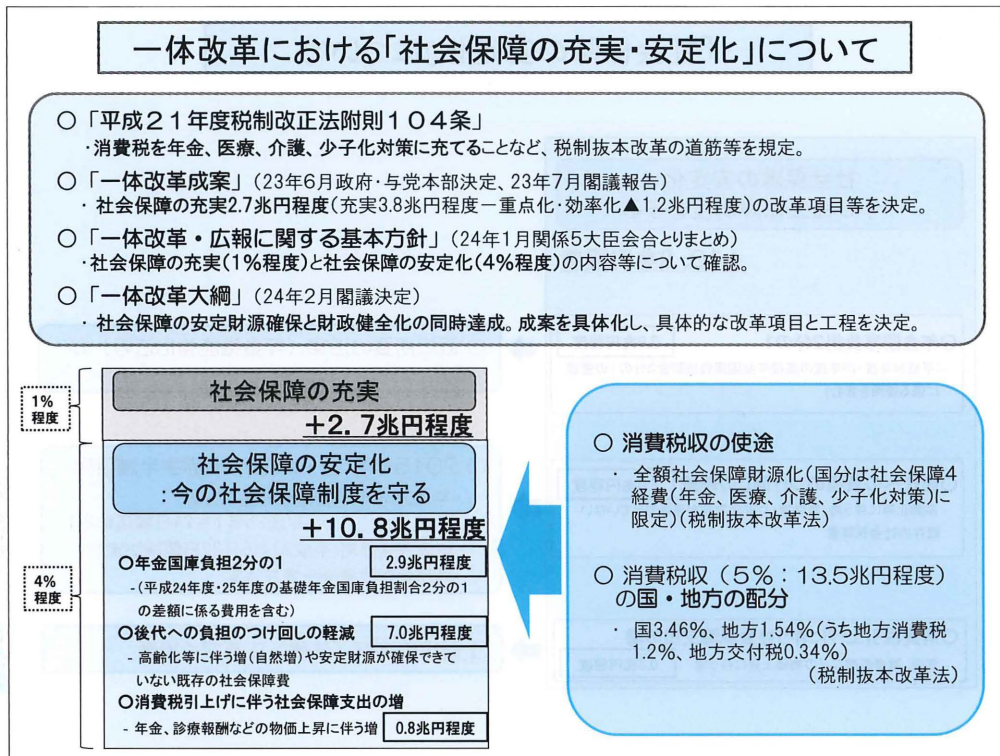 一体改革における「社会保障の充実・安定化」について
○「平成21年度税制改正法附則104条」
・消費税を年金、医療、介護、少子化対策に充てることなど、税制抜本改革の道筋等を規定。
○「一体改革成案」（23年6月政府・与党本部決定、23年7月閣議報告）
・社会保障の充実2.7兆円程度（充実3.8兆円程度－重点化・効率化▲1.2兆円程度）の改革項目等を決定。
○「一体改革・広報に関する基本方針」（24年1月関係5大臣会合とりまとめ）
・社会保障の充実（1%程度）と社会保障の安定化（4%程度）の内容等について確認。
○「一体改革大綱」（24年2月閣議決定）
・社会保障の安定財源確保と財政健全化の同時達成。成案を具体化し、具体的な改革項目と工程を決定。
1%
程度
社会保障の充実
＋2．7兆円程度
4%
程度
社会保障の安定化
：今の社会保障制度を守る
＋10．8兆円程度
○年金国庫負担2分の1 2.9兆円程度
-（平成24年度・25年度の基礎年金国庫負担割合2分の1
の差額に係る費用を含む）
○後代への負担のつけ回しの軽減 7.0兆円程度
- 高齢化等に伴う増（自然増）や安定財源が確保できて
いない既存の社会保障費
○消費税引上げに伴う社会保障支出の増
- 年金、診療報酬などの物価上昇に伴う増 0.8兆円程度
○ 消費税収の使途
・ 全額社会保障財源化（国分は社会保障4
経費（年金、医療、介護、少子化対策）に
限定）（税制抜本改革法）
○ 消費税収（5%：13.5兆円程度）
の国・地方の配分
・ 国3.46%、地方1.54%（うち地方消費税
1.2%、地方交付税0.34%）
（税制抜本改革法）